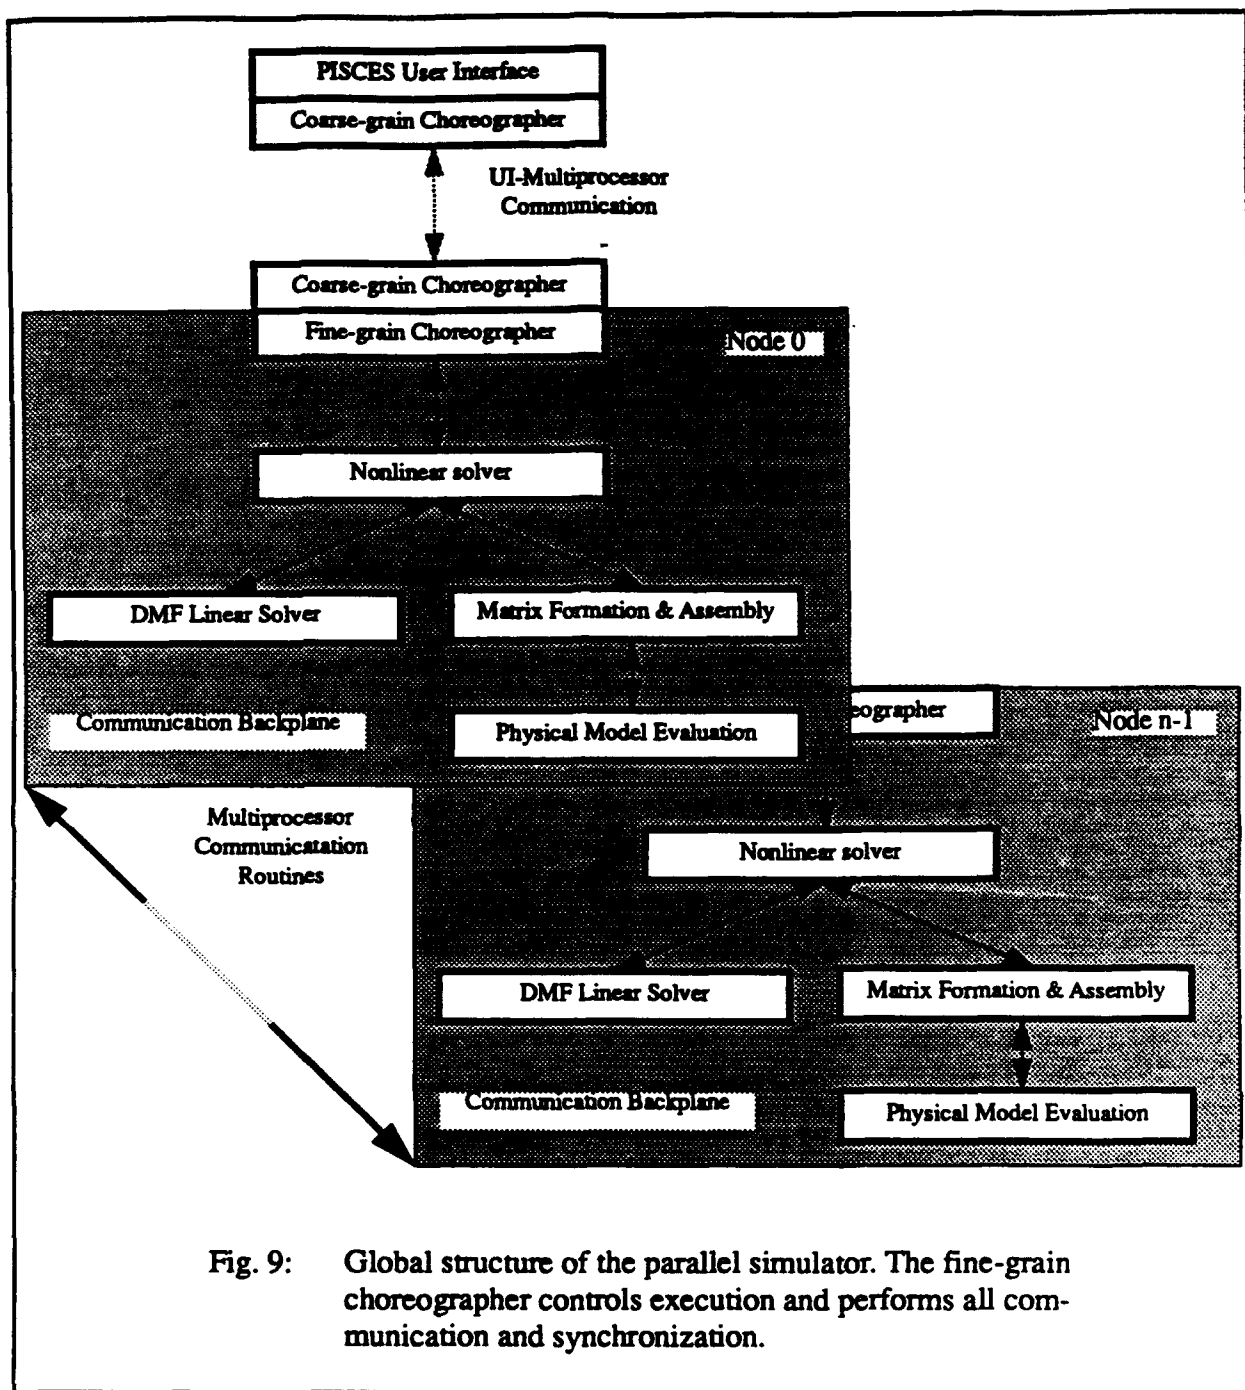 PISCES User Interface
Coarse-grain Choreographer
UI-Multiprocessor
Communication
Coarse-grain Choreographer
Fine-grain Choreographer
Node 0
Nonlinear solver
DMF Linear Solver
Matrix Formation & Assembly
Communication Backplane
Physical Model Evaluation
eographer
Node n-1
Multiprocessor
Communicatation
Routines
Nonlinear solver
DMF Linear Solver
Matrix Formation & Assembly
Communication Backplane
Physical Model Evaluation
Fig. 9: Global structure of the parallel simulator. The fine-grain
choreographer controls execution and performs all com-
munication and synchronization.